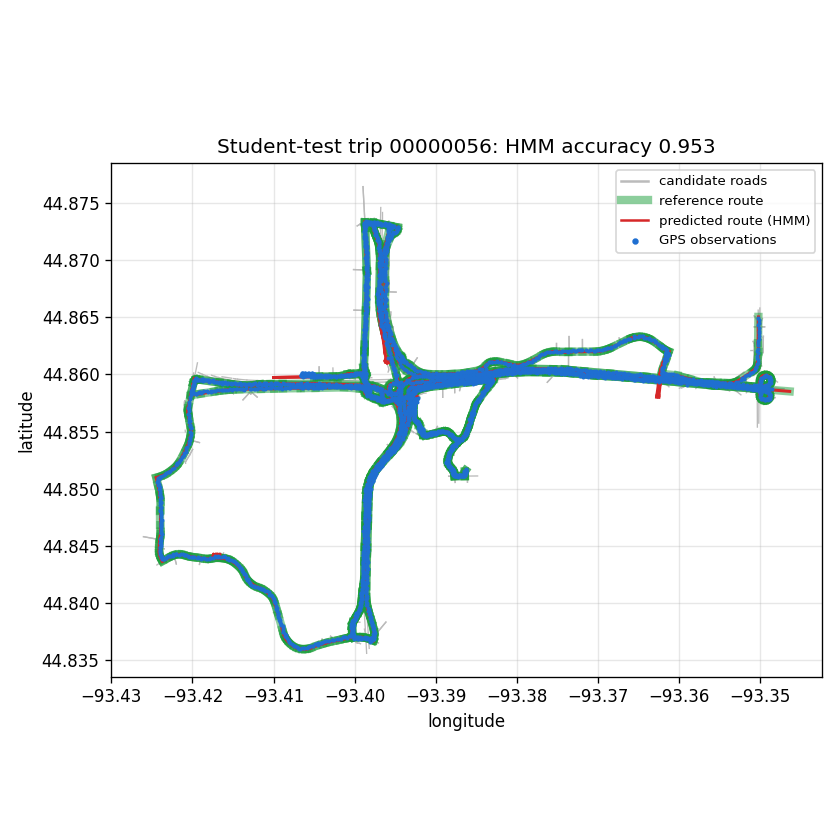 Student-test trip 00000056: HMM accuracy 0.953
candidate roads
reference route
predicted route (HMM)
GPS observations
44.875
44.870
44.865
44.860
44.855
44.850
44.845
44.840
44.835
latitude
−93.43 −93.42 −93.41 −93.40 −93.39 −93.38 −93.37 −93.36 −93.35
longitude